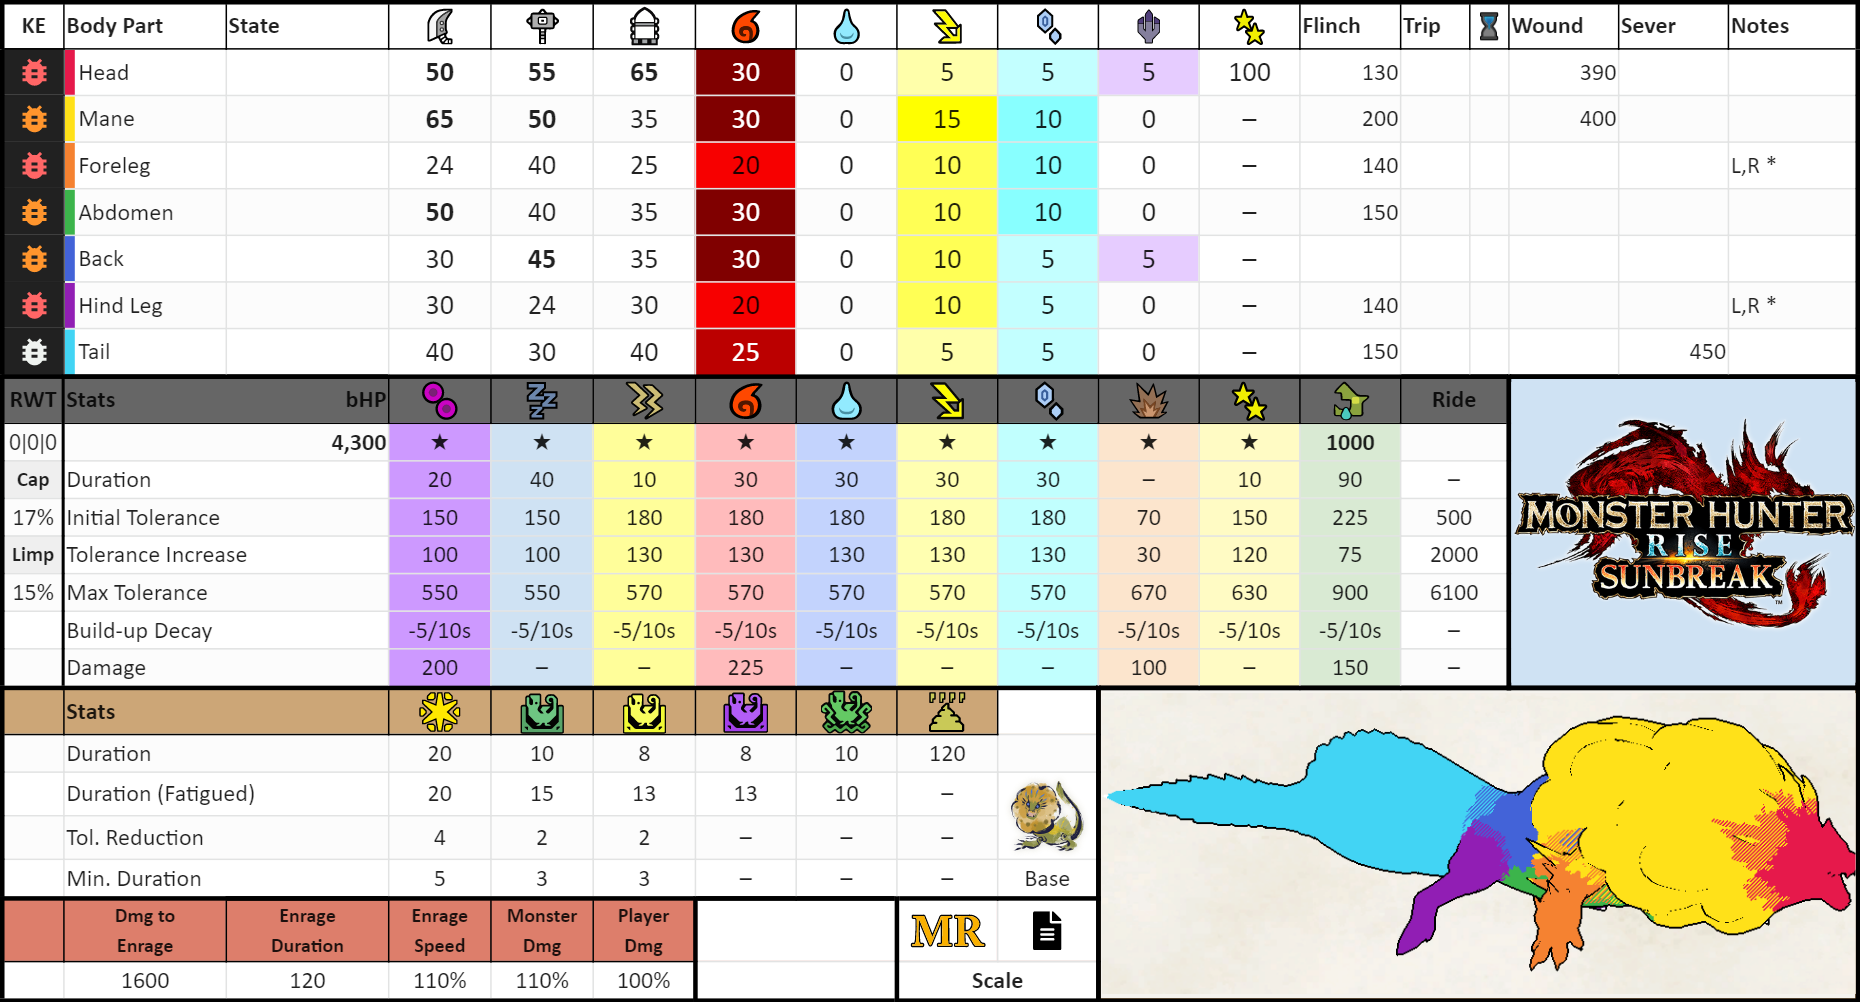 KE Body Part State Flinch Trip Wound Sever Notes
Head 50 55 65 30 0 5 5 5 100 130 390
Mane 65 50 35 30 0 15 10 0 – 200 400
Foreleg 24 40 25 20 0 10 10 0 – 140 L,R *
Abdomen 50 40 35 30 0 10 10 0 – 150
Back 30 45 35 30 0 10 5 5 –
Hind Leg 30 24 30 20 0 10 5 0 – 140 L,R *
Tail 40 30 40 25 0 5 5 0 – 150 450
RWT Stats bHP Ride
0|0|0 4,300 ★ ★ ★ ★ ★ ★ ★ ★ ★ 1000
Cap Duration 20 40 10 30 30 30 30 – 10 90 –
17% Initial Tolerance 150 150 180 180 180 180 180 70 150 225 500
Limp Tolerance Increase 100 100 130 130 130 130 130 30 120 75 2000
15% Max Tolerance 550 550 570 570 570 570 570 670 630 900 6100
Build-up Decay -5/10s -5/10s -5/10s -5/10s -5/10s -5/10s -5/10s -5/10s -5/10s -5/10s –
Damage 200 – – 225 – – – 100 – 150 –
MONSTER HUNTER
RISE
SUNBREAK
™
Stats
Duration 20 10 8 8 10 120
Duration (Fatigued) 20 15 13 13 10 –
Tol. Reduction 4 2 2 – – –
Min. Duration 5 3 3 – – – Base
Dmg to Enrage Enrage Monster Player
Enrage Duration Speed Dmg Dmg
MR
1600 120 110% 110% 100% Scale